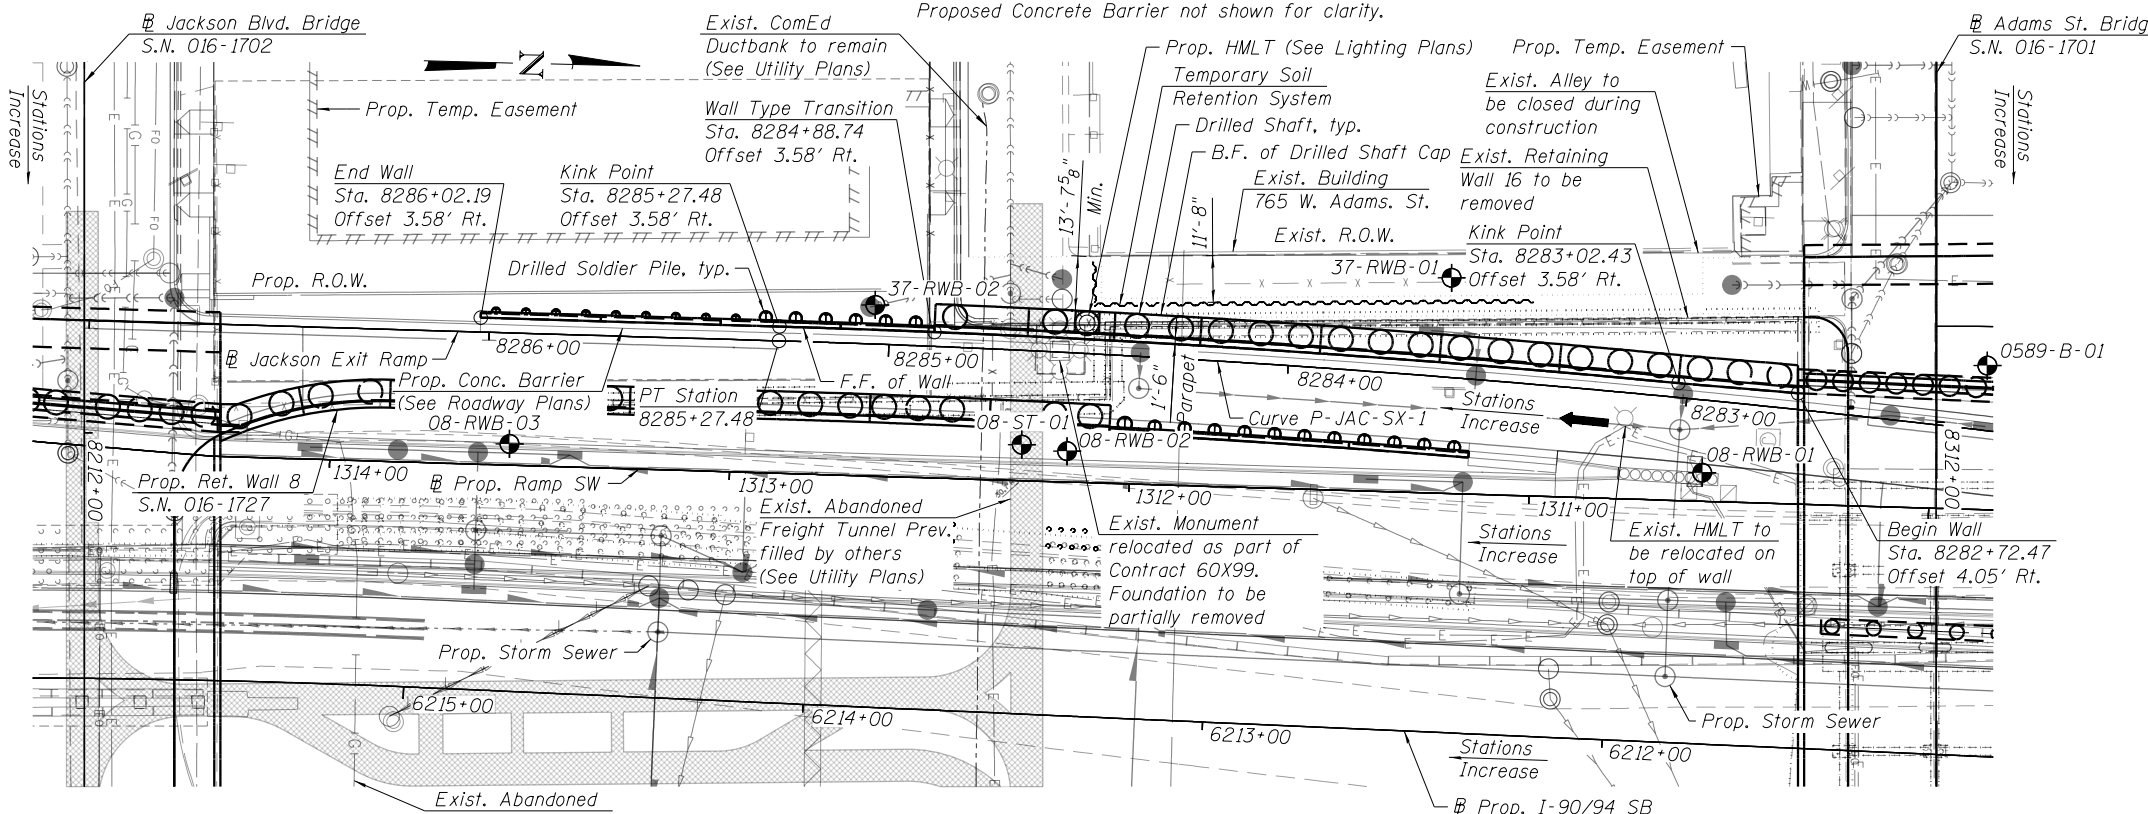 Proposed Concrete Barrier not shown for clarity.
Jackson Blvd. Bridge
S.N. 016-1702
Exist. ComEd
Ductbank to remain
(See Utility Plans)
Prop. HMLT (See Lighting Plans)
Prop. Temp. Easement
Adams St. Bridg
S.N. 016-1701
Stations
Increase
N
Prop. Temp. Easement
Temporary Soil
Retention System
Exist. Alley to
be closed during
construction
Stations
Increase
Wall Type Transition
Sta. 8284+88.74
Offset 3.58' Rt.
Drilled Shaft, typ.
B.F. of Drilled Shaft Cap
End Wall
Sta. 8286+02.19
Offset 3.58' Rt.
Kink Point
Sta. 8285+27.48
Offset 3.58' Rt.
13'-7 5/8"
Min.
11'-8"
Exist. Building
765 W. Adams. St.
Exist. Retaining
Wall 16 to be
removed
Exist. R.O.W.
Kink Point
Sta. 8283+02.43
Offset 3.58' Rt.
Prop. R.O.W.
Drilled Soldier Pile, typ.
37-RWB-02
37-RWB-01
Jackson Exit Ramp
8286+00
8285+00
8284+00
8283+00
0589-B-01
Prop. Conc. Barrier
(See Roadway Plans)
PT Station
8285+27.48
F.F. of Wall
1'-9"
Parapet
Curve P-JAC-SX-1
Stations
Increase
08-RWB-03
08-ST-01
08-RWB-02
08-RWB-01
8212+00
8312+00
Prop. Ret. Wall 8
S.N. 016-1727
1314+00
Prop. Ramp SW
1313+00
1312+00
1311+00
Exist. Abandoned
Freight Tunnel Prev.
filled by others
(See Utility Plans)
Exist. Monument
relocated as part of
Contract 60X99.
Foundation to be
partially removed
Stations
Increase
Exist. HMLT to
be relocated on
top of wall
Begin Wall
Sta. 8282+72.47
Offset 4.05' Rt.
Prop. Storm Sewer
6215+00
6214+00
6213+00
6212+00
Prop. Storm Sewer
Stations
Increase
Exist. Abandoned
Prop. I-90/94 SB